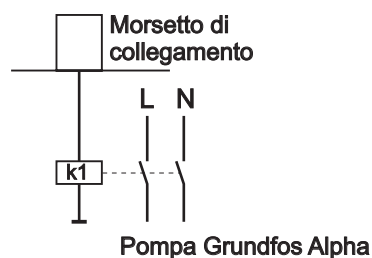 Morsetto di
collegamento
L N
k1
Pompa Grundfos Alpha